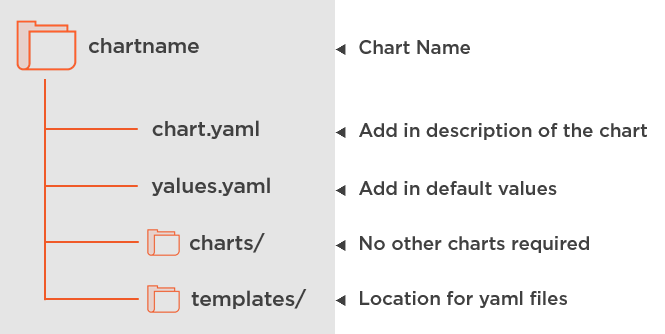 chartname
Chart Name
chart.yaml
Add in description of the chart
yalues.yaml
Add in default values
charts/
No other charts required
templates/
Location for yaml files